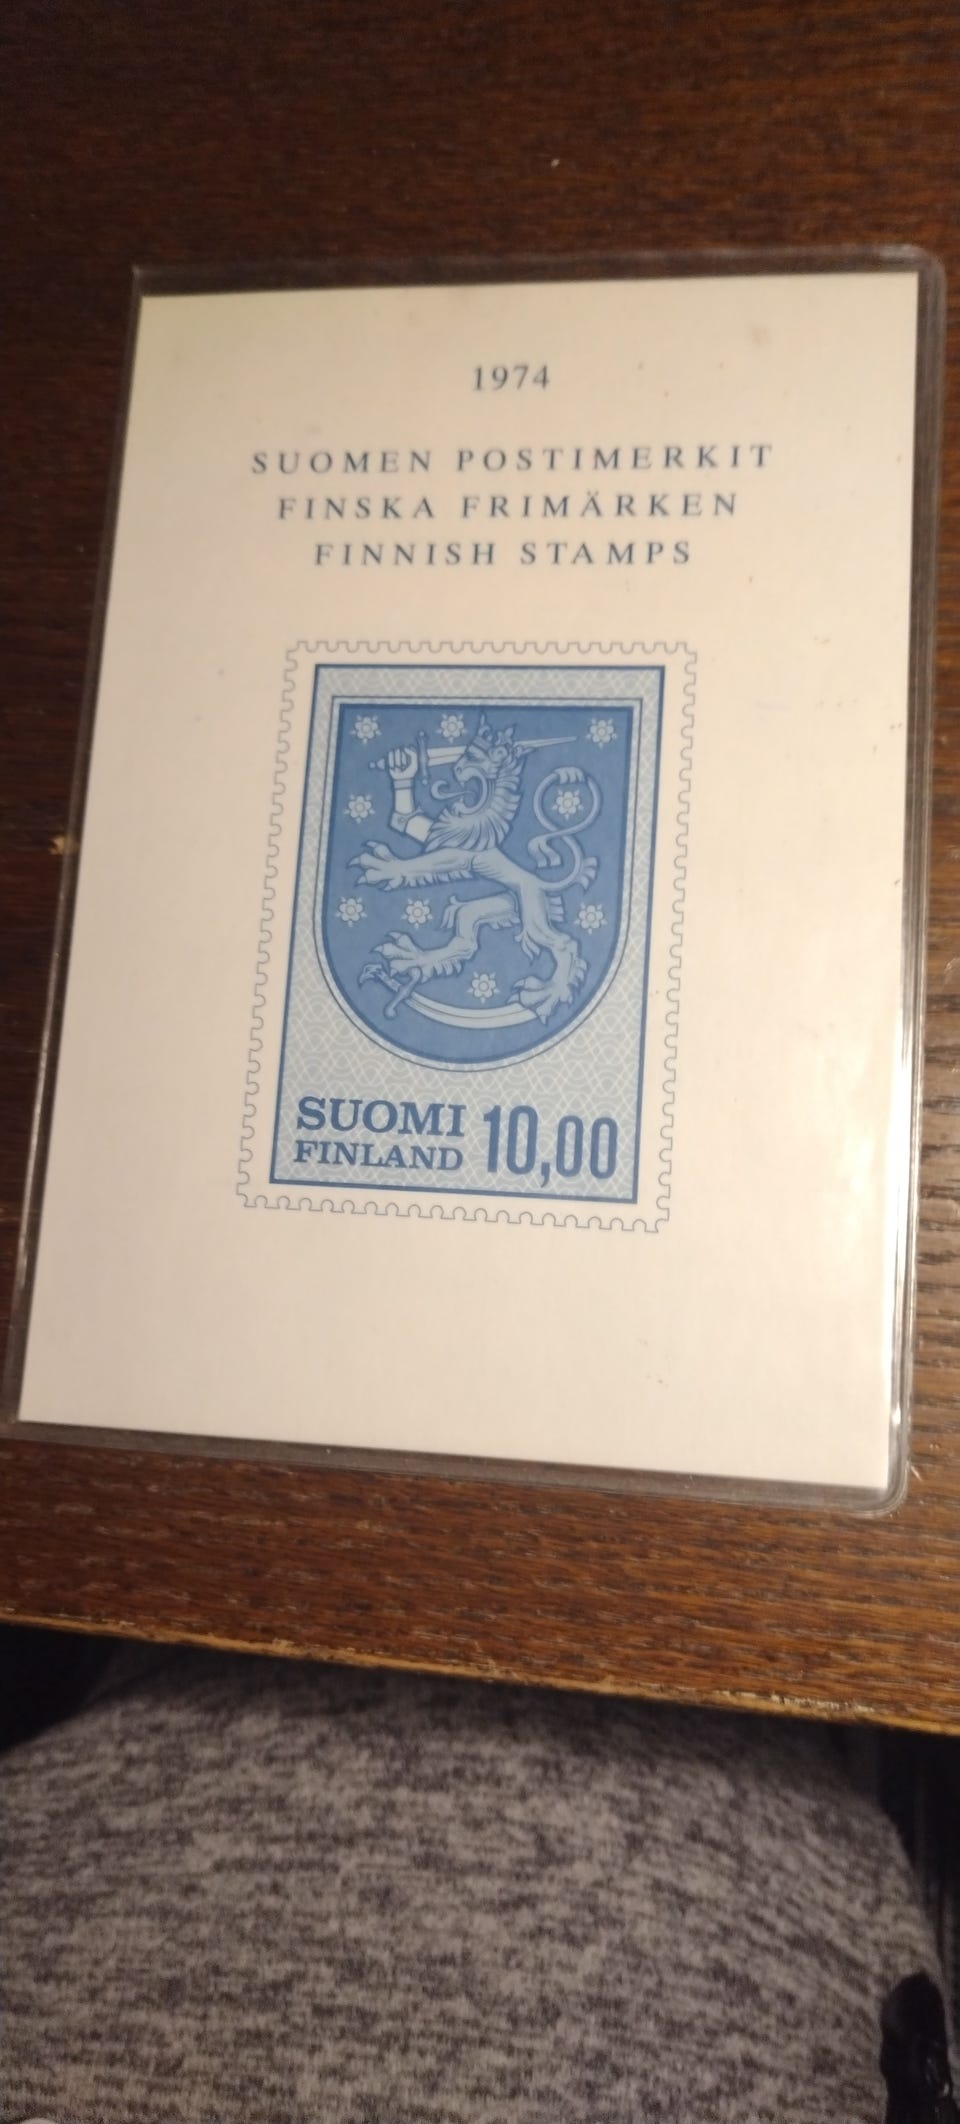 1974
SUOMEN POSTIMERKIT
FINSKA FRIMÄRKEN
FINNISH STAMPS
SUOMI 10,00
FINLAND